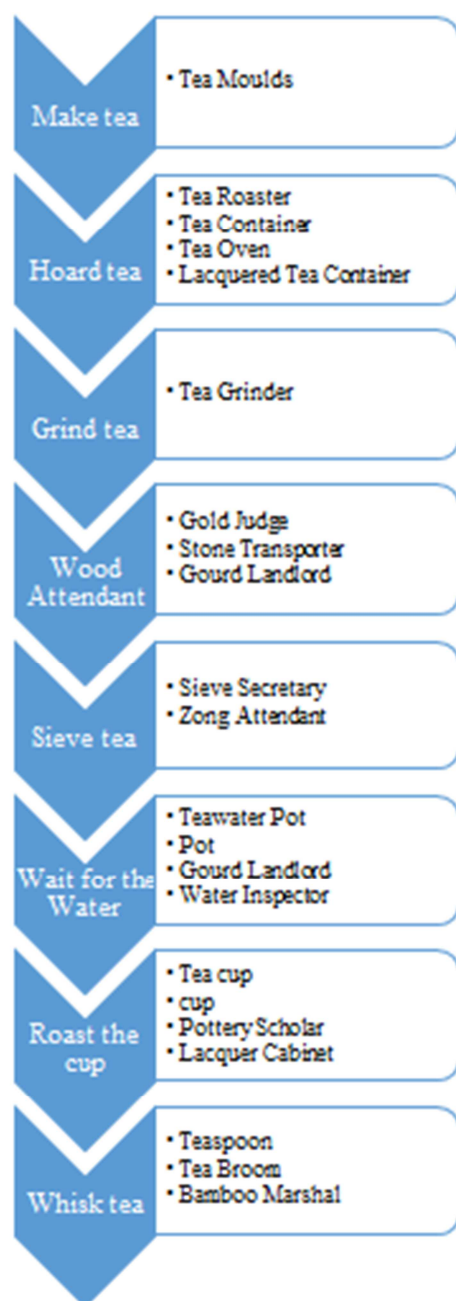 Make tea
• Tea Moulds
Hoard tea
• Tea Roaster
• Tea Container
• Tea Oven
• Lacquered Tea Container
Grind tea
• Tea Grinder
Wood
Attendant
• Gold Judge
• Stone Transporter
• Gourd Landlord
Sieve tea
• Sieve Secretary
• Zong Attendant
Wait for the
Water
• Teawater Pot
• Pot
• Gourd Landlord
• Water Inspector
Roast the
cup
• Tea cup
• cup
• Pottery Scholar
• Lacquer Cabinet
Whisk tea
• Teaspoon
• Tea Broom
• Bamboo Marshal